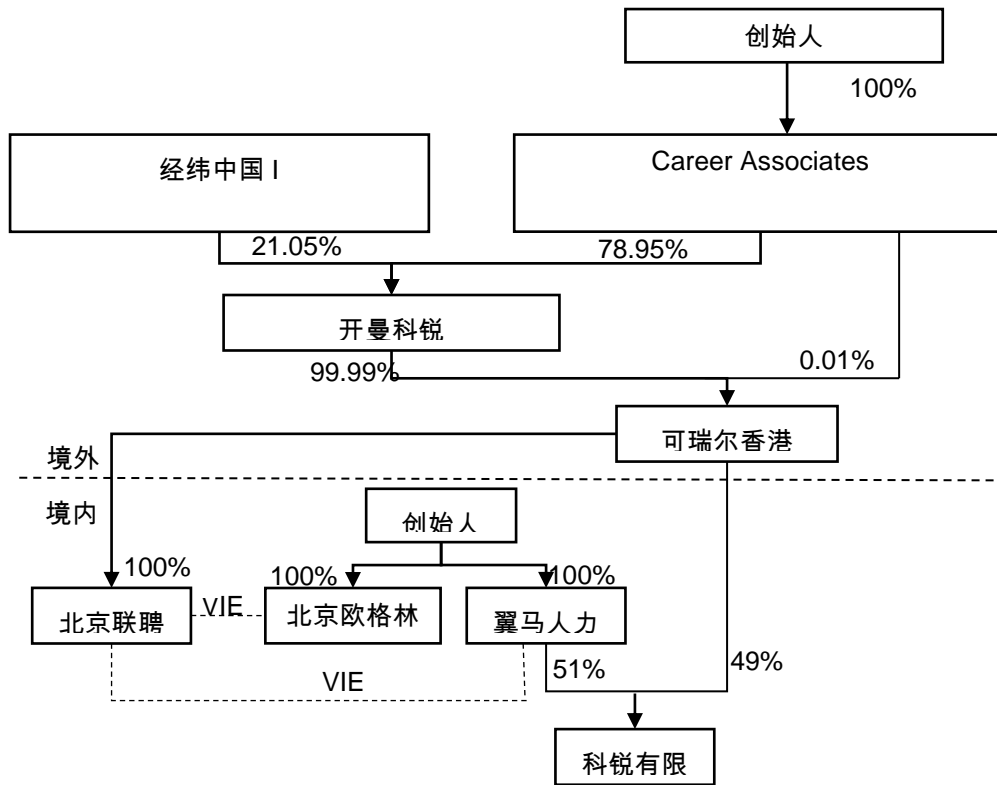 创始人
100%
经纬中国 I
Career Associates
21.05%
78.95%
开曼科锐
99.99%
0.01%
可瑞尔香港
境外
境内
创始人
100%
100%
100%
北京联聘
VIE
北京欧格林
翼马人力
51%
49%
VIE
科锐有限